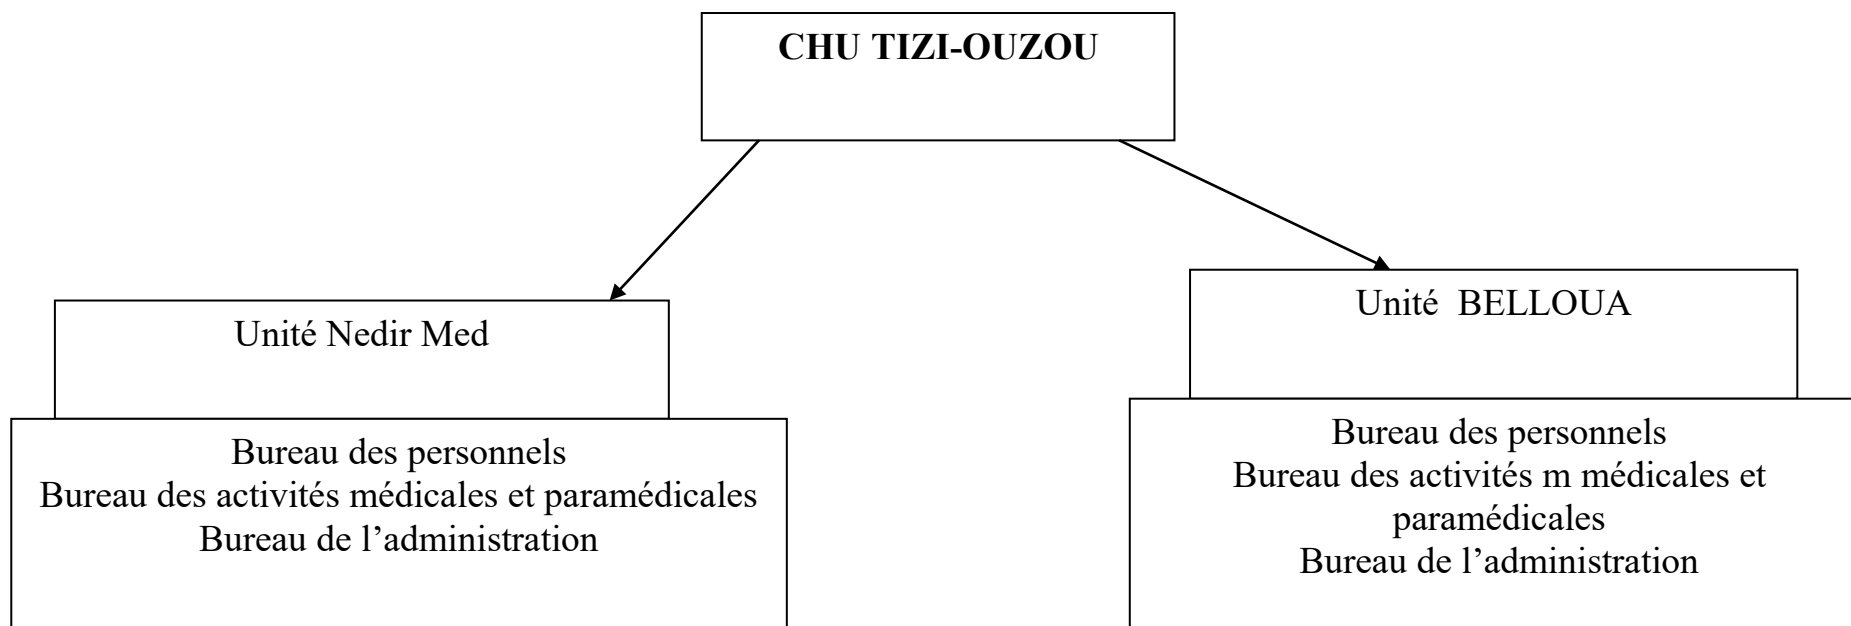 CHU TIZI-OUZOU
Unité Nedir Med
Bureau des personnels
Bureau des activités médicales et paramédicales
Bureau de l’administration
Unité  BELLOUA
Bureau des personnels
Bureau des activités m médicales et
paramédicales
Bureau de l’administration